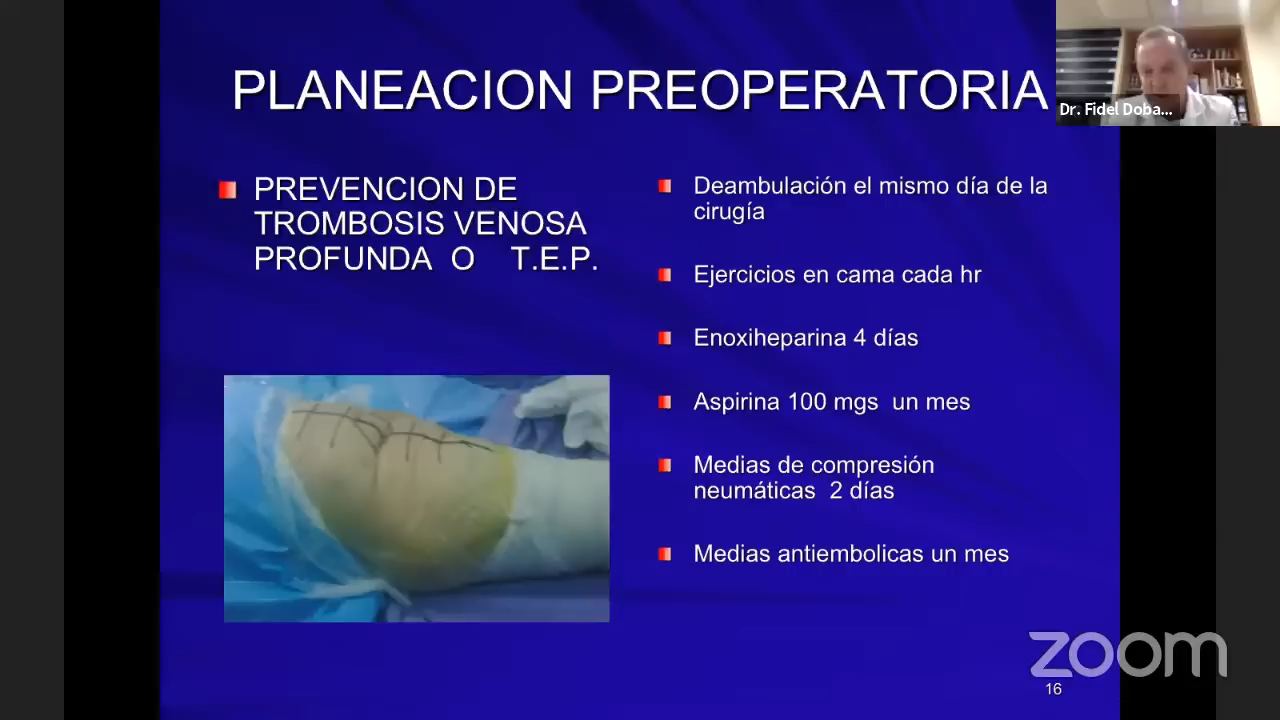 PLANEACION PREOPERATORIA
Dr. Fidel Doba...
PREVENCION DE
TROMBOSIS VENOSA
PROFUNDA O T.E.P.
Deambulación el mismo día de la
cirugía
Ejercicios en cama cada hr
Enoxiheparina 4 días
Aspirina 100 mgs un mes
Medias de compresión
neumáticas 2 días
Medias antiembolicas un mes
zoom
16